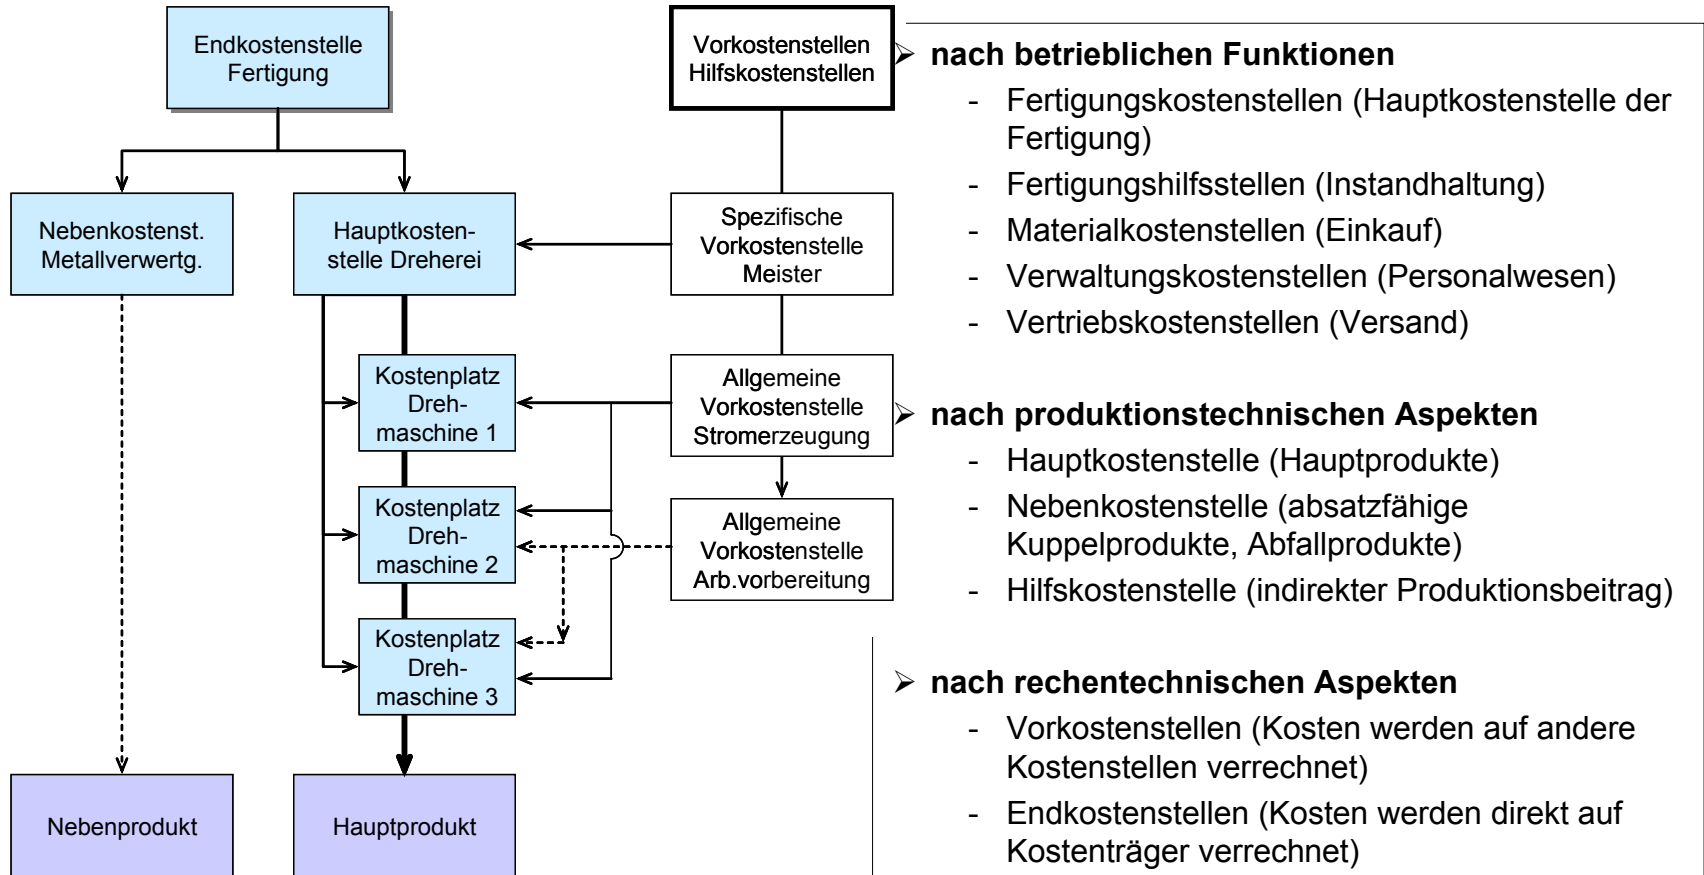 Endkostenstelle
Fertigung
Vorkostenstellen
Hilfskostenstellen
Nebenkostenst.
Metallverwertg.
Hauptkosten-
stelle Dreherei
Spezifische
Vorkostenstelle
Meister
Kostenplatz
Dreh-
maschine 1
Allgemeine
Vorkostenstelle
Stromerzeugung
Kostenplatz
Dreh-
maschine 2
Allgemeine
Vorkostenstelle
Arb.vorbereitung
Kostenplatz
Dreh-
maschine 3
Nebenprodukt
Hauptprodukt
➢ nach betrieblichen Funktionen
- Fertigungskostenstellen (Hauptkostenstelle der
Fertigung)
- Fertigungshilfsstellen (Instandhaltung)
- Materialkostenstellen (Einkauf)
- Verwaltungskostenstellen (Personalwesen)
- Vertriebskostenstellen (Versand)
➢ nach produktionstechnischen Aspekten
- Hauptkostenstelle (Hauptprodukte)
- Nebenkostenstelle (absatzfähige
Kuppelprodukte, Abfallprodukte)
- Hilfskostenstelle (indirekter Produktionsbeitrag)
➢ nach rechentechnischen Aspekten
- Vorkostenstellen (Kosten werden auf andere
Kostenstellen verrechnet)
- Endkostenstellen (Kosten werden direkt auf
Kostenträger verrechnet)